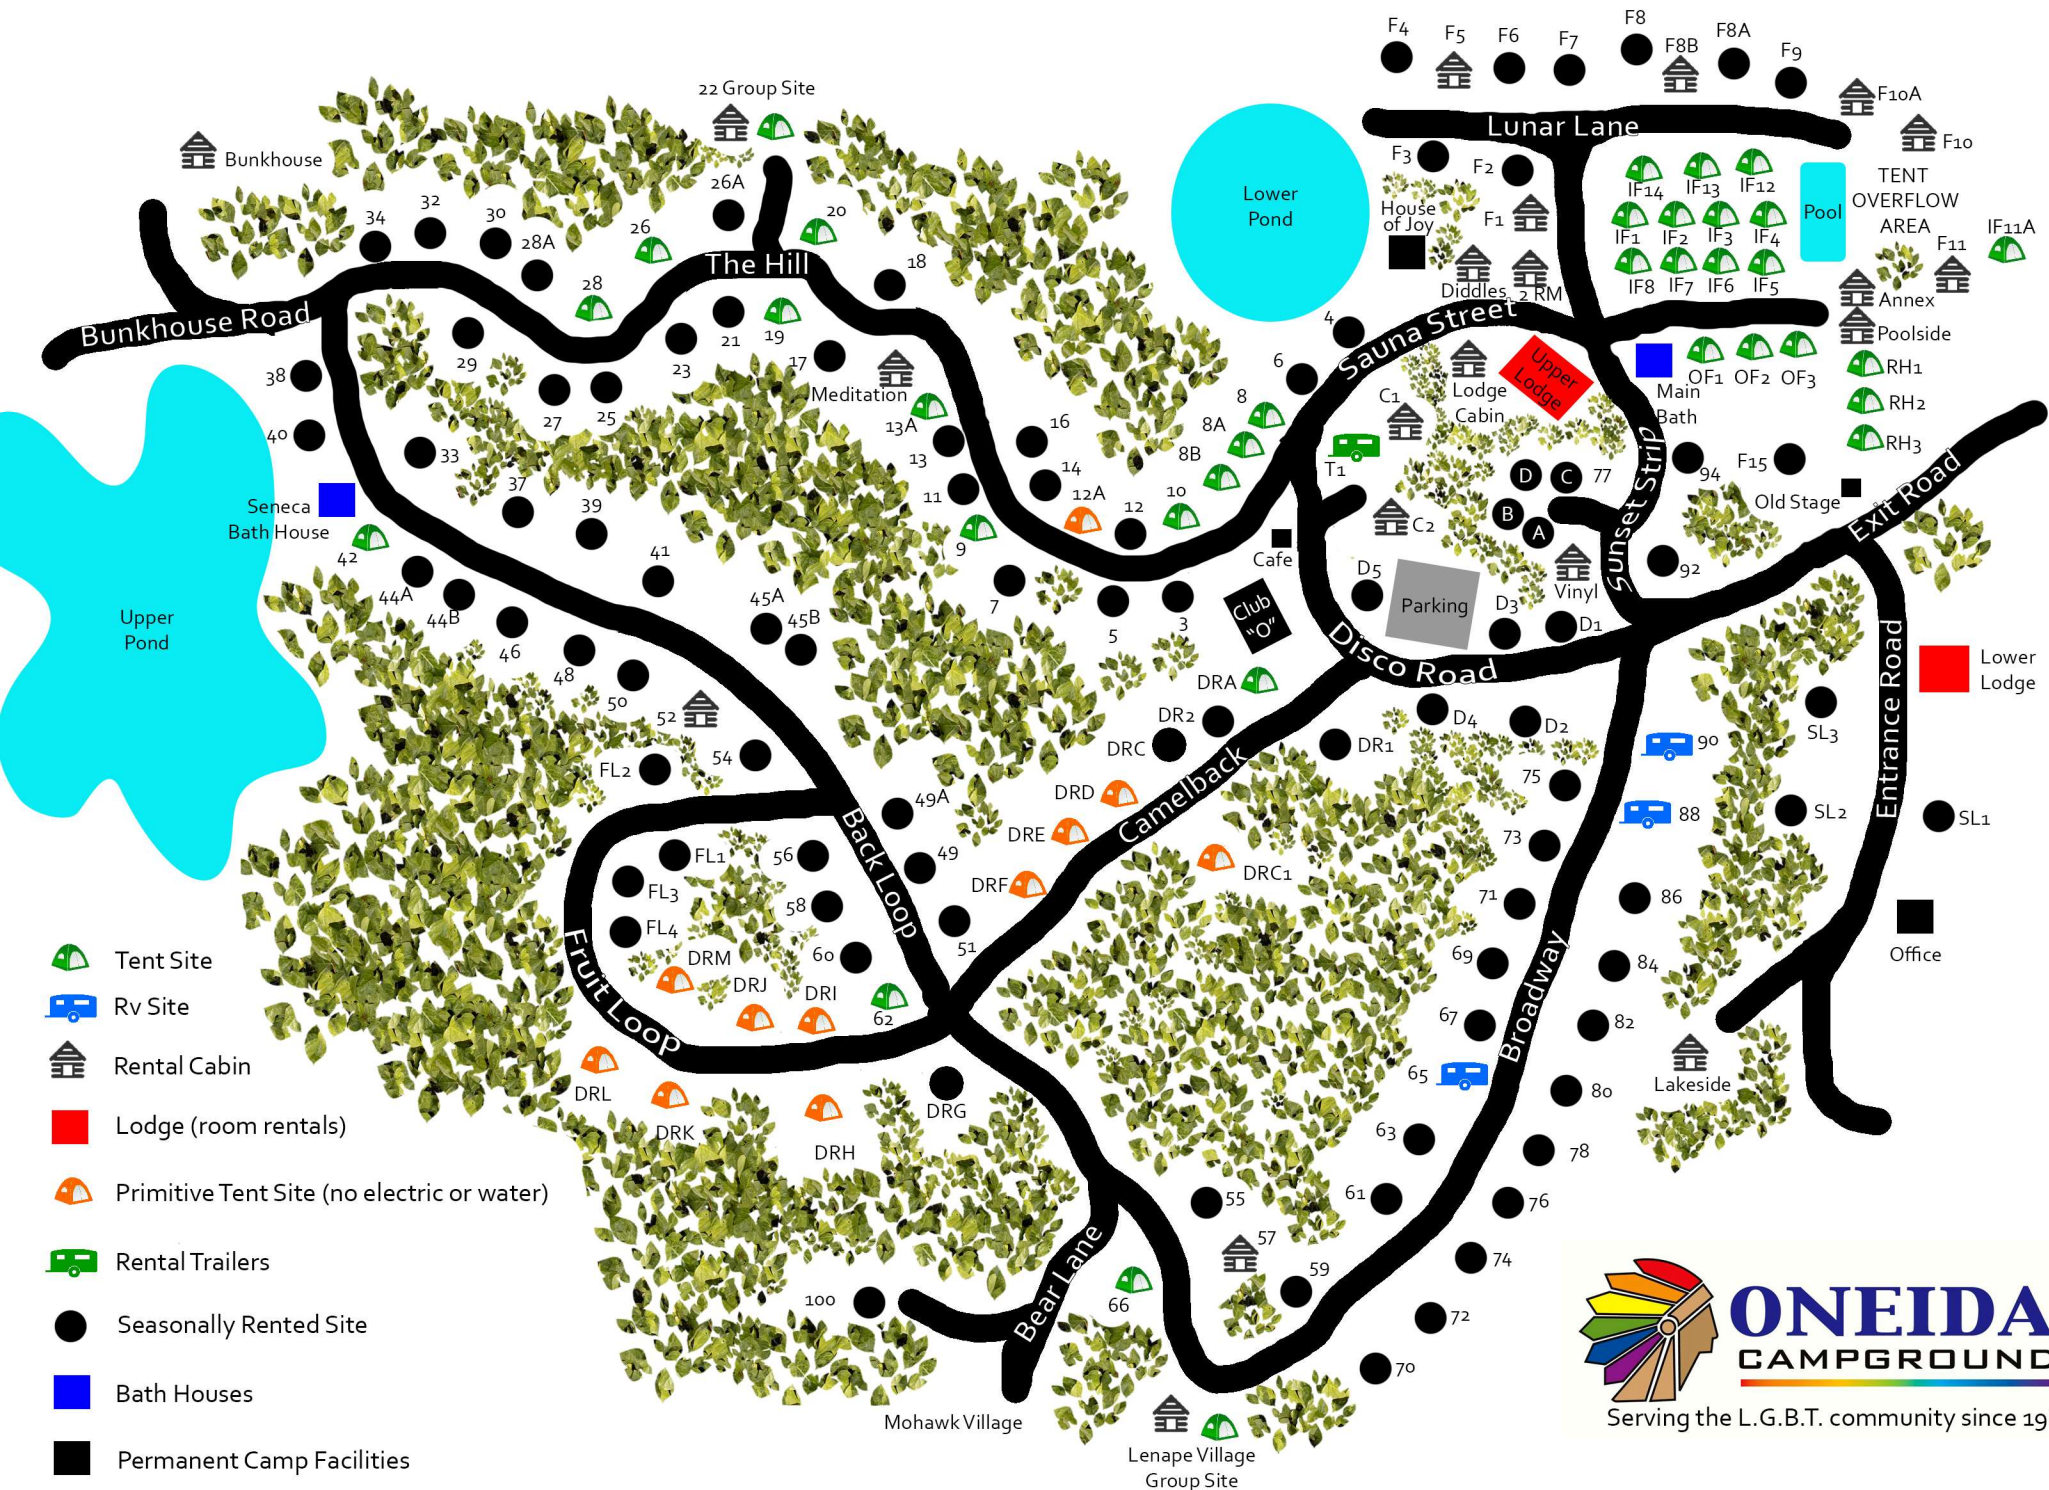 F4
F5
F6
F7
F8
F8B
F8A
F9
F10A
F10
Lunar Lane
22 Group Site
Bunkhouse
26A
20
34
32
30
28A
26
28
The Hill
18
Lower
Pond
F3
F2
House
of Joy
F1
Diddles
2 RM
IF14
IF13
IF12
IF1
IF2
IF3
IF4
IF8
IF7
IF6
IF5
Pool
TENT
OVERFLOW
AREA
F11
IF11A
Annex
Poolside
Bunkhouse Road
29
27
25
23
21
19
17
Meditation
13A
13
11
9
16
14
12A
12
10
8B
8A
8
6
4
Sauna Street
Upper
Lodge
Lodge
Cabin
C1
T1
C2
Main
Bath
OF1
OF2
OF3
RH1
RH2
RH3
D
C
77
B
A
94
F15
Old Stage
Exit Road
Sunset Strip
Vinyl
92
38
40
33
37
39
41
Seneca
Bath House
42
44A
44B
46
48
50
52
54
45A
45B
7
5
3
Cafe
Club
"O"
D5
Parking
D3
D1
Disco Road
D4
D2
Upper
Pond
DRA
DR2
DRC
DR1
DRD
DRE
DRF
DRC1
Camelback
FL2
FL1
FL3
FL4
56
58
60
62
49A
49
51
Back Loop
Fruit Loop
DRM
DRJ
DRI
DRL
DRK
DRH
DRG
75
73
71
69
67
65
63
61
59
57
55
Broadway
90
88
86
84
82
80
78
76
74
72
70
SL3
SL2
SL1
Entrance Road
Lower
Lodge
Office
Lakeside
100
Bear Lane
66
Mohawk Village
Lenape Village
Group Site
Tent Site
Rv Site
Rental Cabin
Lodge (room rentals)
Primitive Tent Site (no electric or water)
Rental Trailers
Seasonally Rented Site
Bath Houses
Permanent Camp Facilities
ONEIDA
CAMPGROUND
Serving the L.G.B.T. community since 19